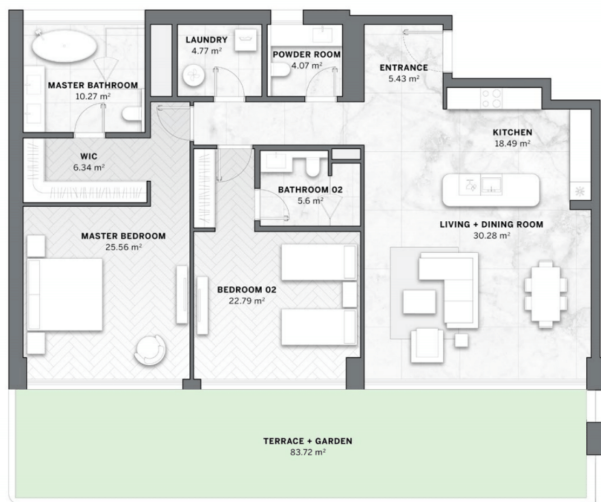 LAUNDRY
4.77 m²
POWDER ROOM
4.07 m²
ENTRANCE
5.43 m²
MASTER BATHROOM
10.27 m²
KITCHEN
18.49 m²
WIC
6.34 m²
BATHROOM 02
5.6 m²
LIVING + DINING ROOM
30.28 m²
MASTER BEDROOM
25.56 m²
BEDROOM 02
22.79 m²
TERRACE + GARDEN
83.72 m²